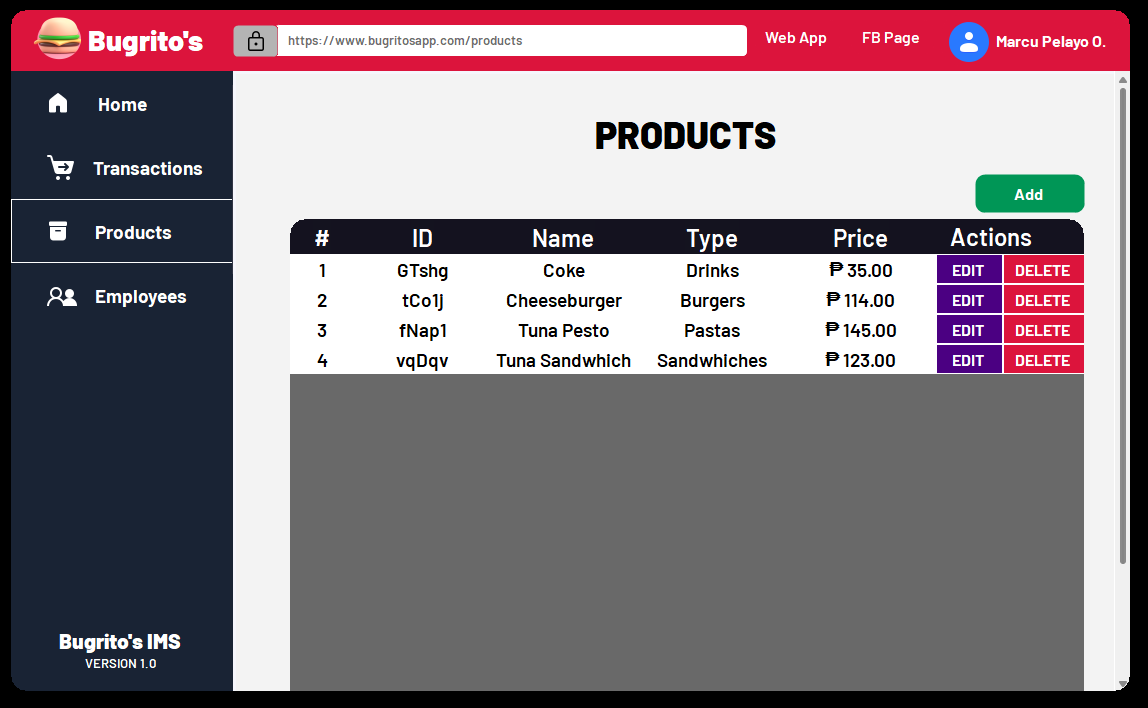 Bugrito's
https://www.bugritosapp.com/products
Web App
FB Page
Marcu Pelayo O.
Home
Transactions
Products
Employees
Bugrito's IMS
VERSION 1.0
PRODUCTS
Add
# ID Name Type Price Actions
1 GTshg Coke Drinks ₱ 35.00 EDIT DELETE
2 tCo1j Cheeseburger Burgers ₱ 114.00 EDIT DELETE
3 fNap1 Tuna Pesto Pastas ₱ 145.00 EDIT DELETE
4 vqDqv Tuna Sandwhich Sandwhiches ₱ 123.00 EDIT DELETE